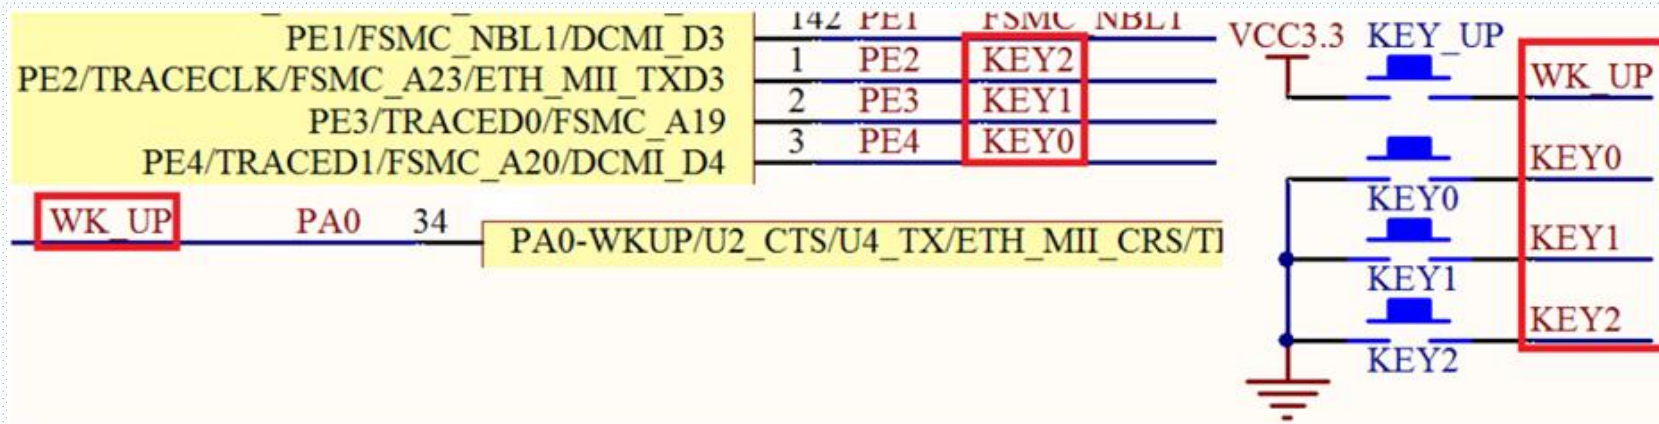 PE1/FSMC_NBL1/DCMI_D3 142 PE1 FSMC_NBL1
PE2/TRACECLK/FSMC_A23/ETH_MII_TXD3 1 PE2 KEY2
PE3/TRACED0/FSMC_A19 2 PE3 KEY1
PE4/TRACED1/FSMC_A20/DCMI_D4 3 PE4 KEY0
WK_UP PA0 34 PA0-WKUP/U2_CTS/U4_TX/ETH_MII_CRS/TI
VCC3.3 KEY_UP
WK_UP
KEY0
KEY0
KEY1
KEY1
KEY2
KEY2